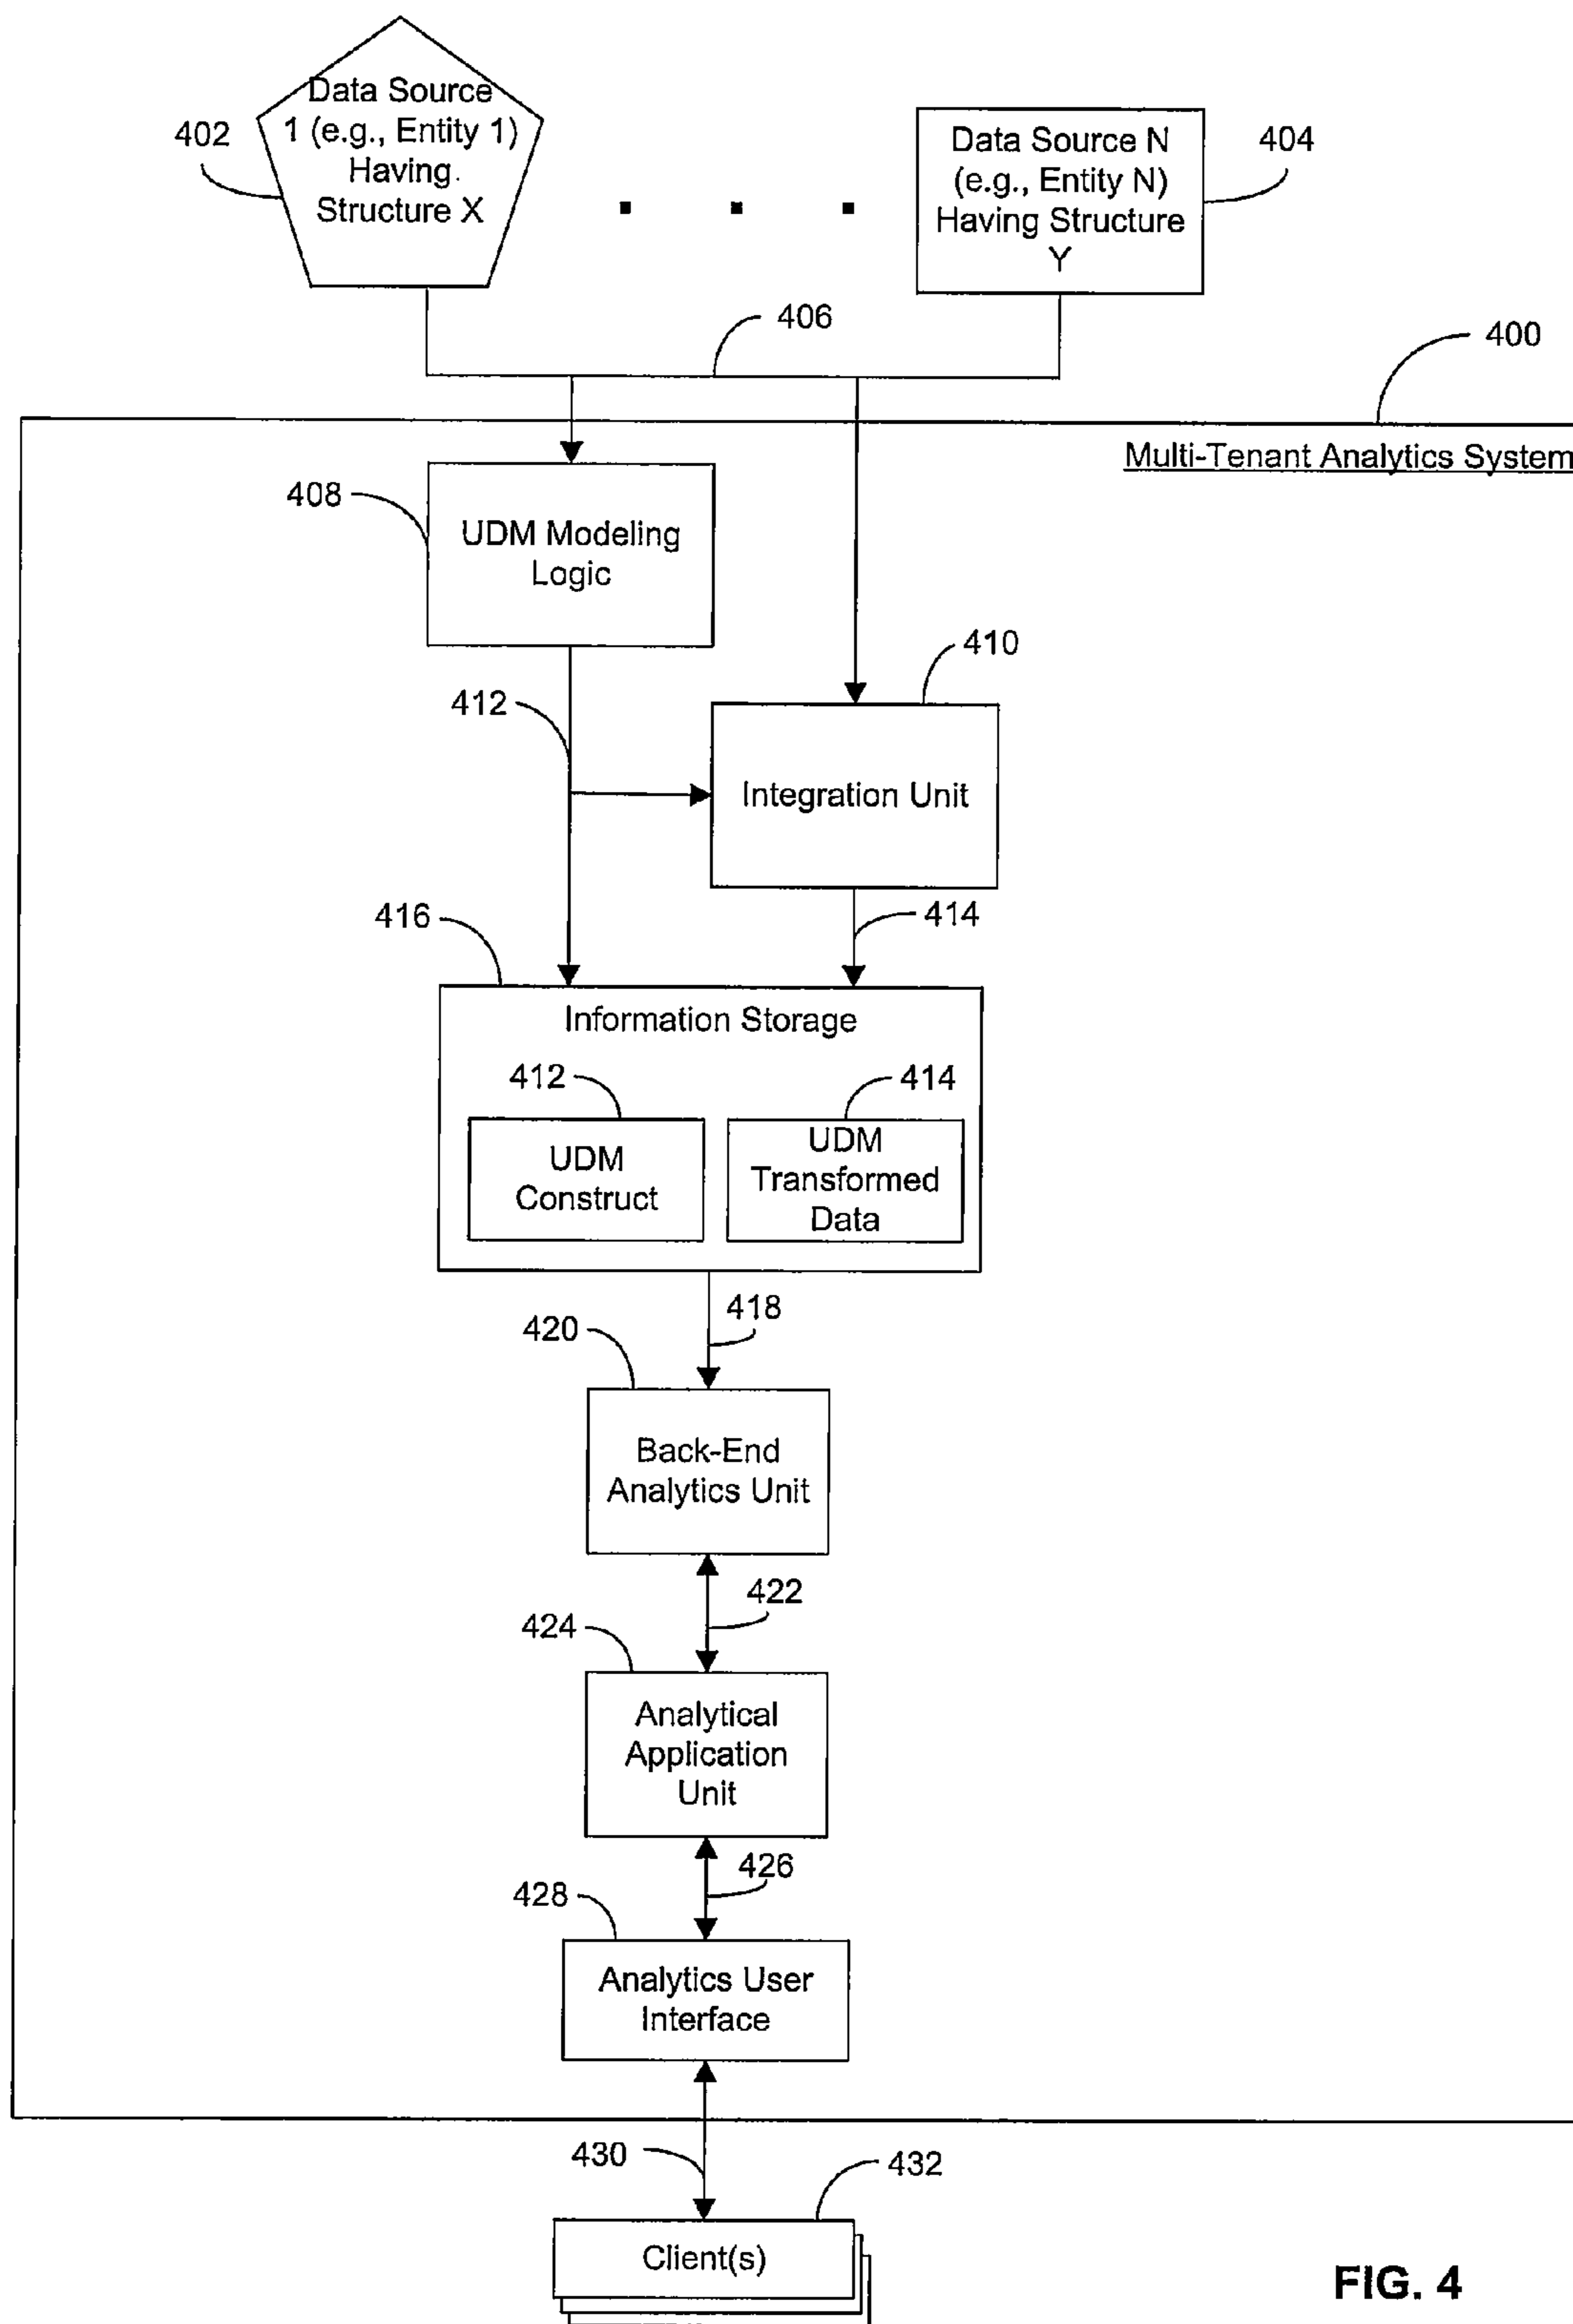 Data Source
1 (e.g., Entity 1)
Having
Structure X
402
Data Source N
(e.g., Entity N)
Having Structure
Y
404
406
400
Multi-Tenant Analytics System
408
UDM Modeling
Logic
410
412
Integration Unit
416
414
Information Storage
412
414
UDM
Construct
UDM
Transformed
Data
418
420
Back-End
Analytics Unit
422
424
Analytical
Application
Unit
426
428
Analytics User
Interface
430
432
Client(s)
FIG. 4